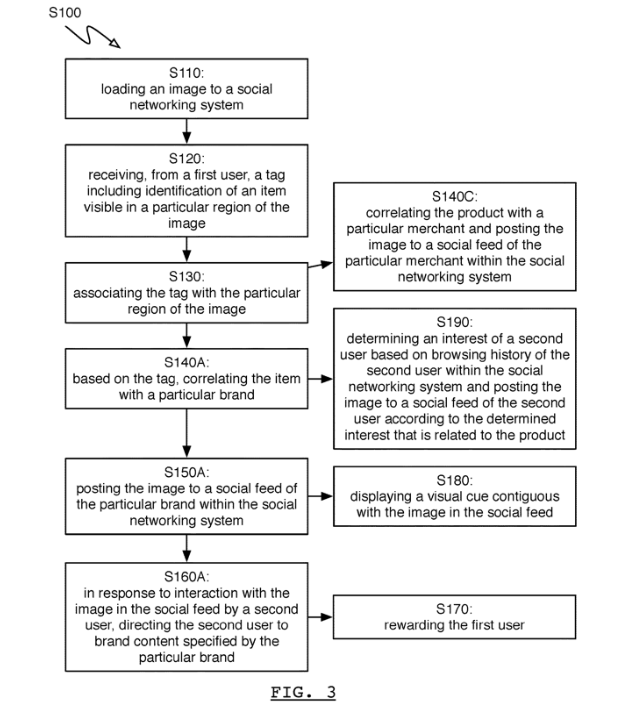 S100
S110:
loading an image to a social
networking system
S120:
receiving, from a first user, a tag
including identification of an item
visible in a particular region of the
image
S140C:
correlating the product with a
particular merchant and posting the
image to a social feed of the
particular merchant within the social
networking system
S130:
associating the tag with the particular
region of the image
S190:
determining an interest of a second
user based on browsing history of the
second user within the social
networking system and posting the
image to a social feed of the second
user according to the determined
interest that is related to the product
S140A:
based on the tag, correlating the item
with a particular brand
S150A:
posting the image to a social feed of
the particular brand within the social
networking system
S180:
displaying a visual cue contiguous
with the image in the social feed
S160A:
in response to interaction with the
image in the social feed by a second
user, directing the second user to
brand content specified by the
particular brand
S170:
rewarding the first user
FIG. 3